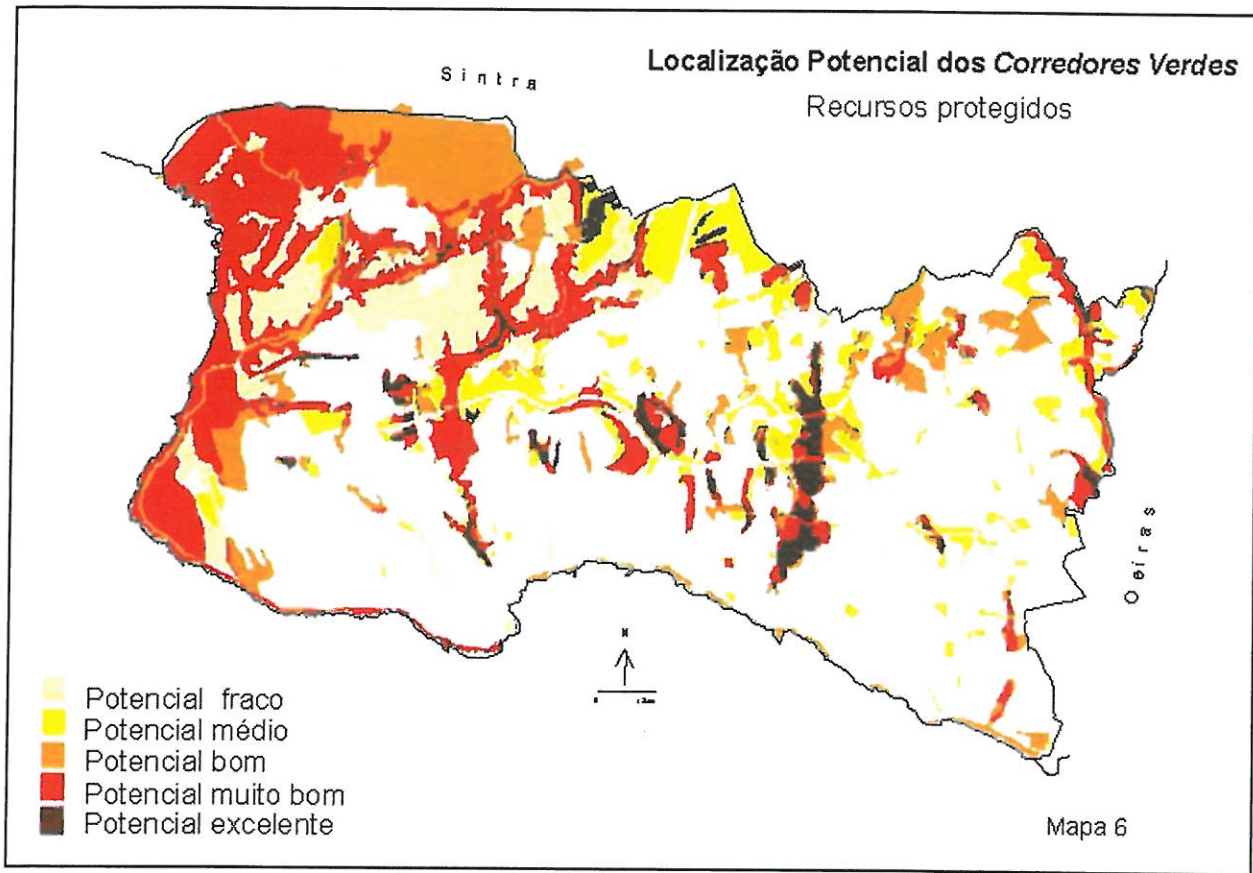 Localização Potencial dos Corredores Verdes
Recursos protegidos
Sintra
Oeiras
N
Potencial fraco
Potencial médio
Potencial bom
Potencial muito bom
Potencial excelente
Mapa 6